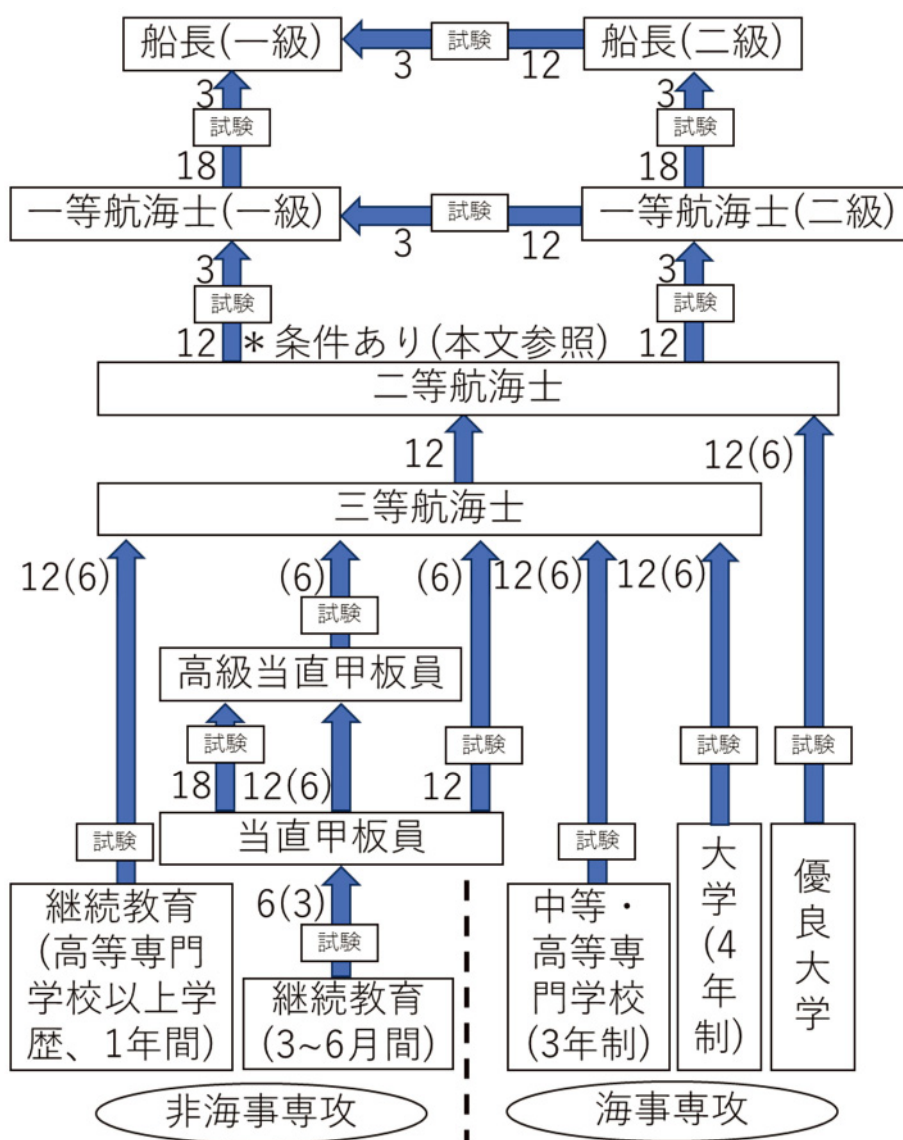 船長(一級)
試験
船長(二級)
3
12
3
試験
18
3
試験
18
一等航海士(一級)
試験
一等航海士(二級)
3
12
3
試験
12
＊条件あり(本文参照)
3
試験
12
二等航海士
12
12(6)
三等航海士
12(6)
(6)
(6)
12(6)
12(6)
試験
高級当直甲板員
試験
18
12(6)
試験
12
試験
試験
当直甲板員
試験
6(3)
試験
試験
継続教育
(高等専門
学校以上学
歴、1年間)
継続教育
(3~6月間)
中等・
高等専
門学校
(3年制)
大学(4年制)
優良大学
非海事専攻
海事専攻